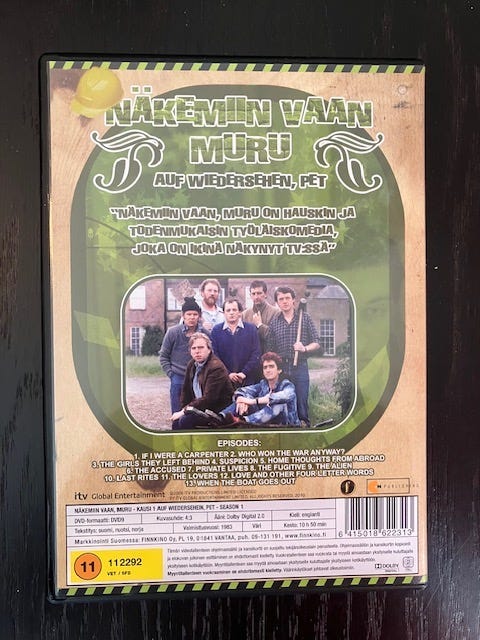 NÄKEMIIN VAAN
MURU
AUF WIEDERSEHEN, PET
"NÄKEMIIN VAAN, MURU ON HAUSKIN JA
TODENMUKAISIN TYÖLÄISKOMEDIA,
JOKA ON IKINÄ NÄKYNYT TV:SSÄ"
EPISODES:
1. IF I WERE A CARPENTER 2. WHO WON THE WAR ANYWAY?
3. THE GIRLS THEY LEFT BEHIND 4. SUSPICION 5. HOME THOUGHTS FROM ABROAD
6. THE ACCUSED 7. PRIVATE LIVES 8. THE FUGITIVE 9. THE ALIEN
10. LAST RITES 11. THE LOVERS 12. LOVE AND OTHER FOUR LETTER WORDS
13. WHEN THE BOAT GOES OUT
itv Global Entertainment
NÄKEMIIN VAAN, MURU - KAUSI 1 AUF WIEDERSEHEN, PET - SEASON 1
DVD-formaatti: DVD9 Kuvasuhde: 4:3 Ääni: Dolby Digital 2.0 Kieli: englanti
Tekstitys: suomi, ruotsi, norja Valmistusvuosi: 1983 Väri Kesto: 10 h 50 min
Markkinointi Suomessa: FINNKINO Oy, PL 19, 01641 VANTAA, puh. 09-131 191, www.finnkino.fi
6 415018 622313
11
112292
VET / SFS
DOLBY
DIGITAL